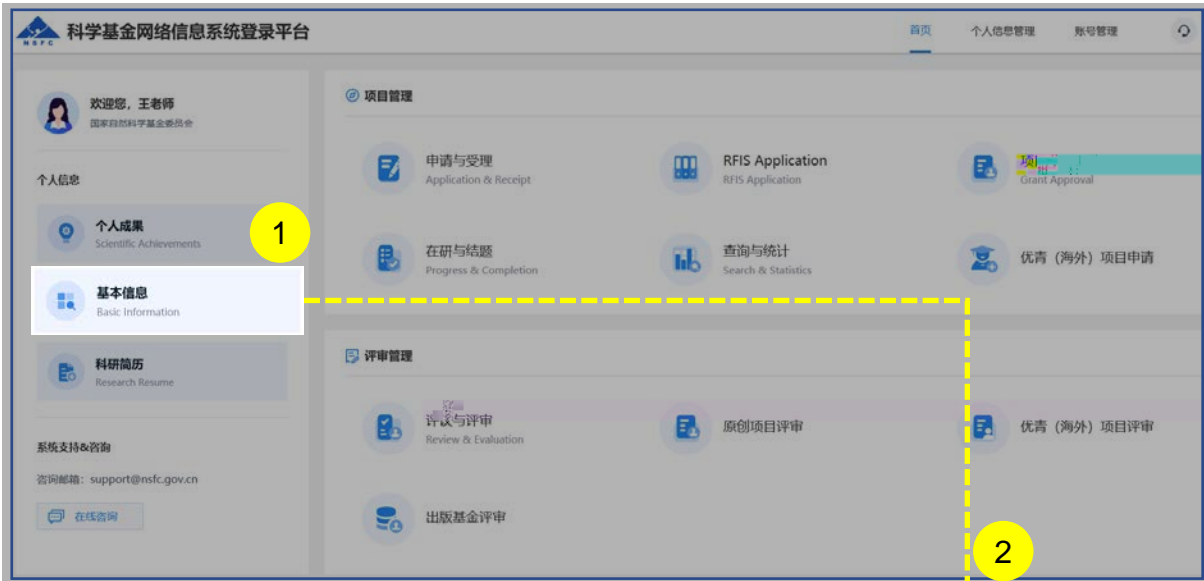 NSFC
科学基金网络信息系统登录平台
首页
个人信息管理
账号管理
欢迎您，王老师
国家自然科学基金委员会
个人信息
个人成果
Scientific Achievements
1
基本信息
Basic Information
科研简历
Research Resume
系统支持&咨询
咨询邮箱：support@nsfc.gov.cn
在线咨询
项目管理
申请与受理
Application & Receipt
RFIS Application
RFIS Application
Grant Approval
在研与结题
Progress & Completion
查询与统计
Search & Statistics
优青（海外）项目申请
评审管理
评议与评审
Review & Evaluation
原创项目评审
优青（海外）项目评审
出版基金评审
2